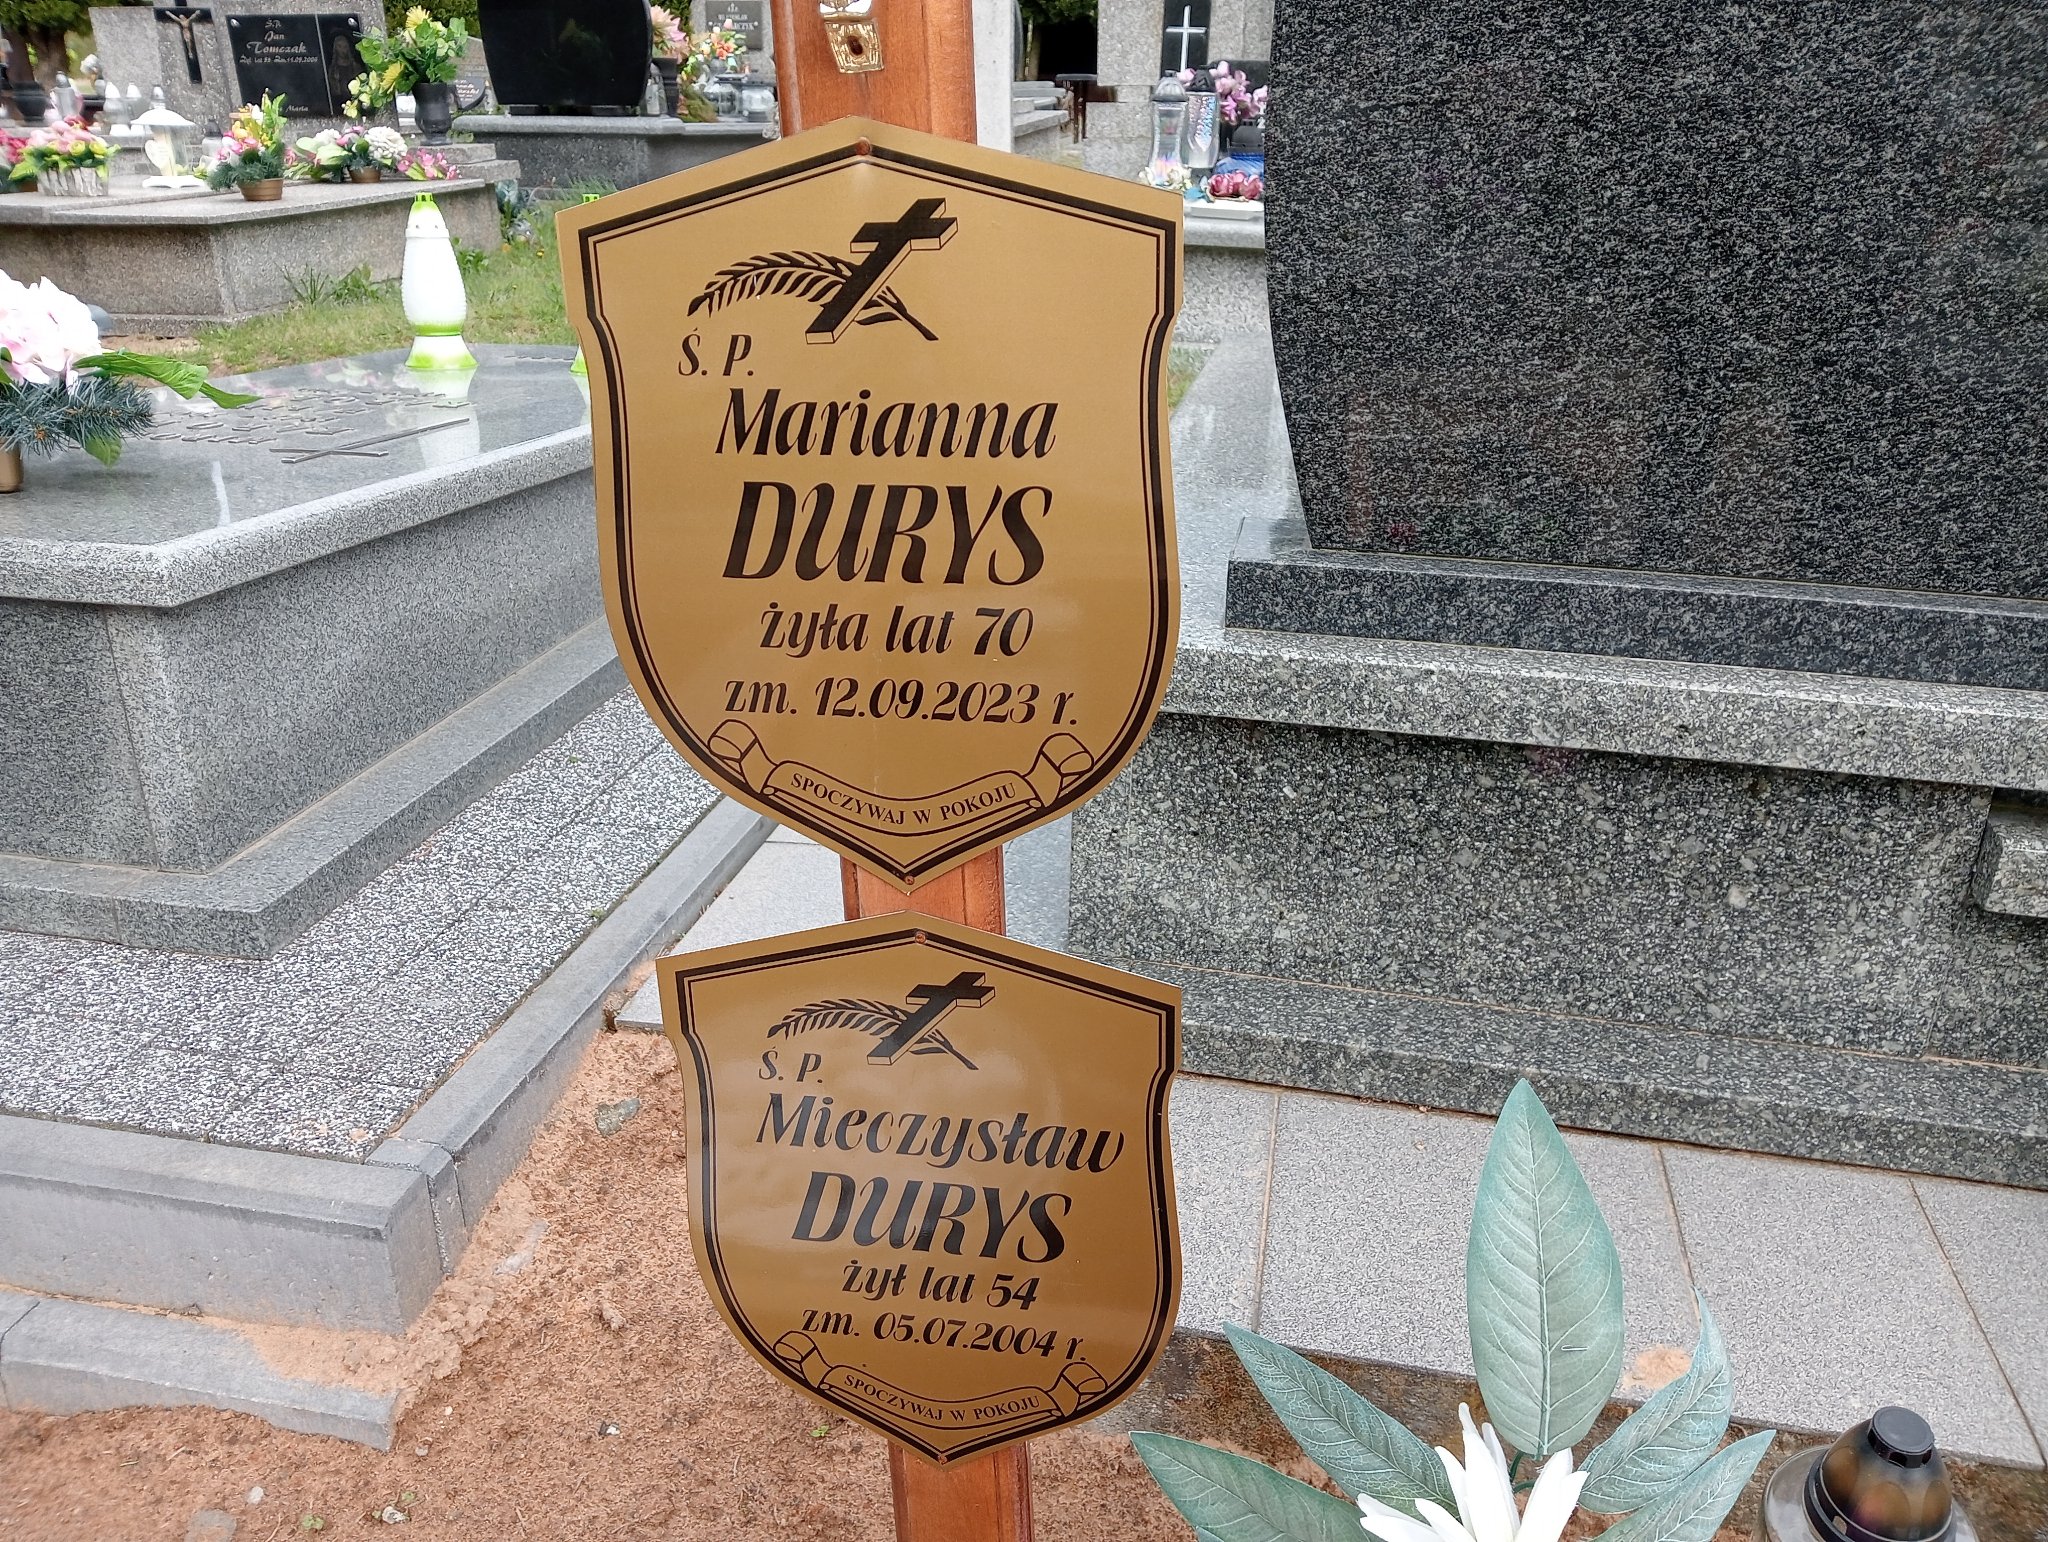 Ś. P.
Jan
Tomczak
Ś. P.
Marianna
DURYS
żyła lat 70
zm. 12.09.2023 r.
SPOCZYWAJ W POKOJU
Ś. P.
Mieczysław
DURYS
żył lat 54
zm. 05.07.2004 r.
SPOCZYWAJ W POKOJU